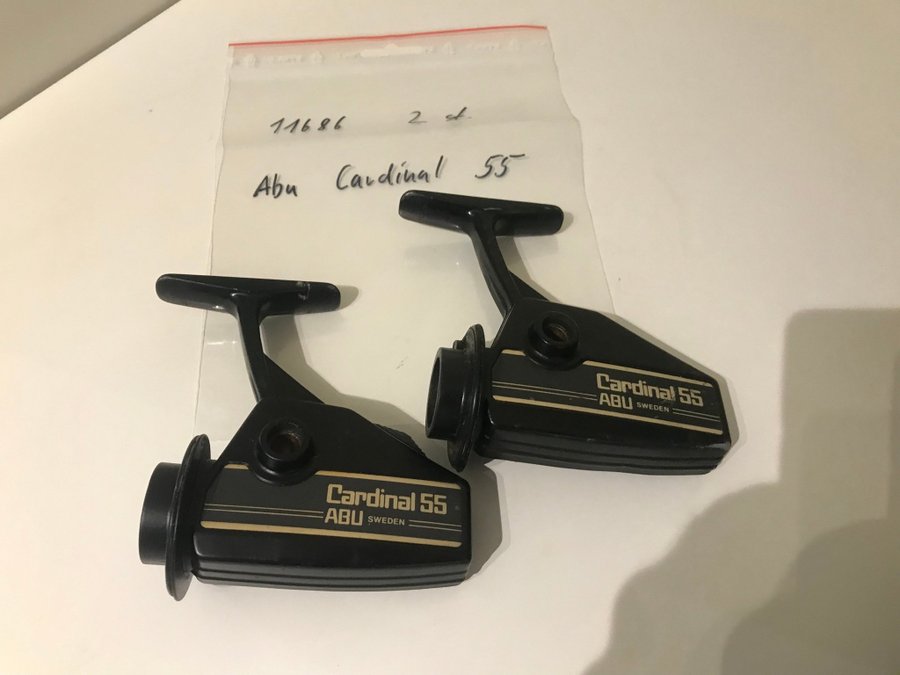 11686 2 st.
Abu Cardinal 55
Cardinal 55
ABU SWEDEN
Cardinal 55
ABU SWEDEN